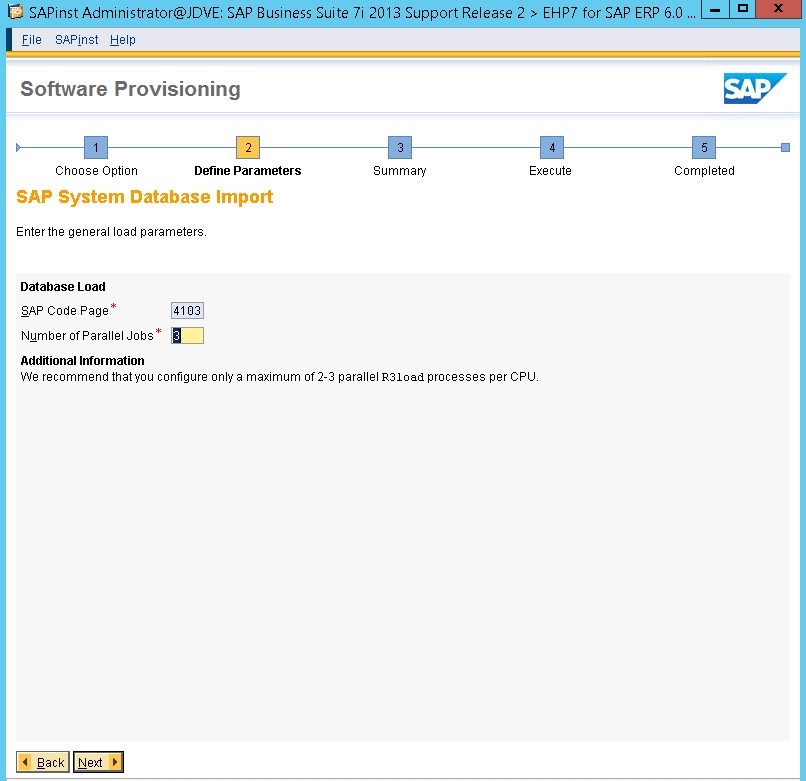 SAPinst Administrator@JDVE: SAP Business Suite 7i 2013 Support Release 2 > EHP7 for SAP ERP 6.0 ...
File SAPinst Help
Software Provisioning
SAP
1 2 3 4 5
Choose Option Define Parameters Summary Execute Completed
SAP System Database Import
Enter the general load parameters.
Database Load
SAP Code Page* 4103
Number of Parallel Jobs* 3
Additional Information
We recommend that you configure only a maximum of 2-3 parallel R3load processes per CPU.
Back Next